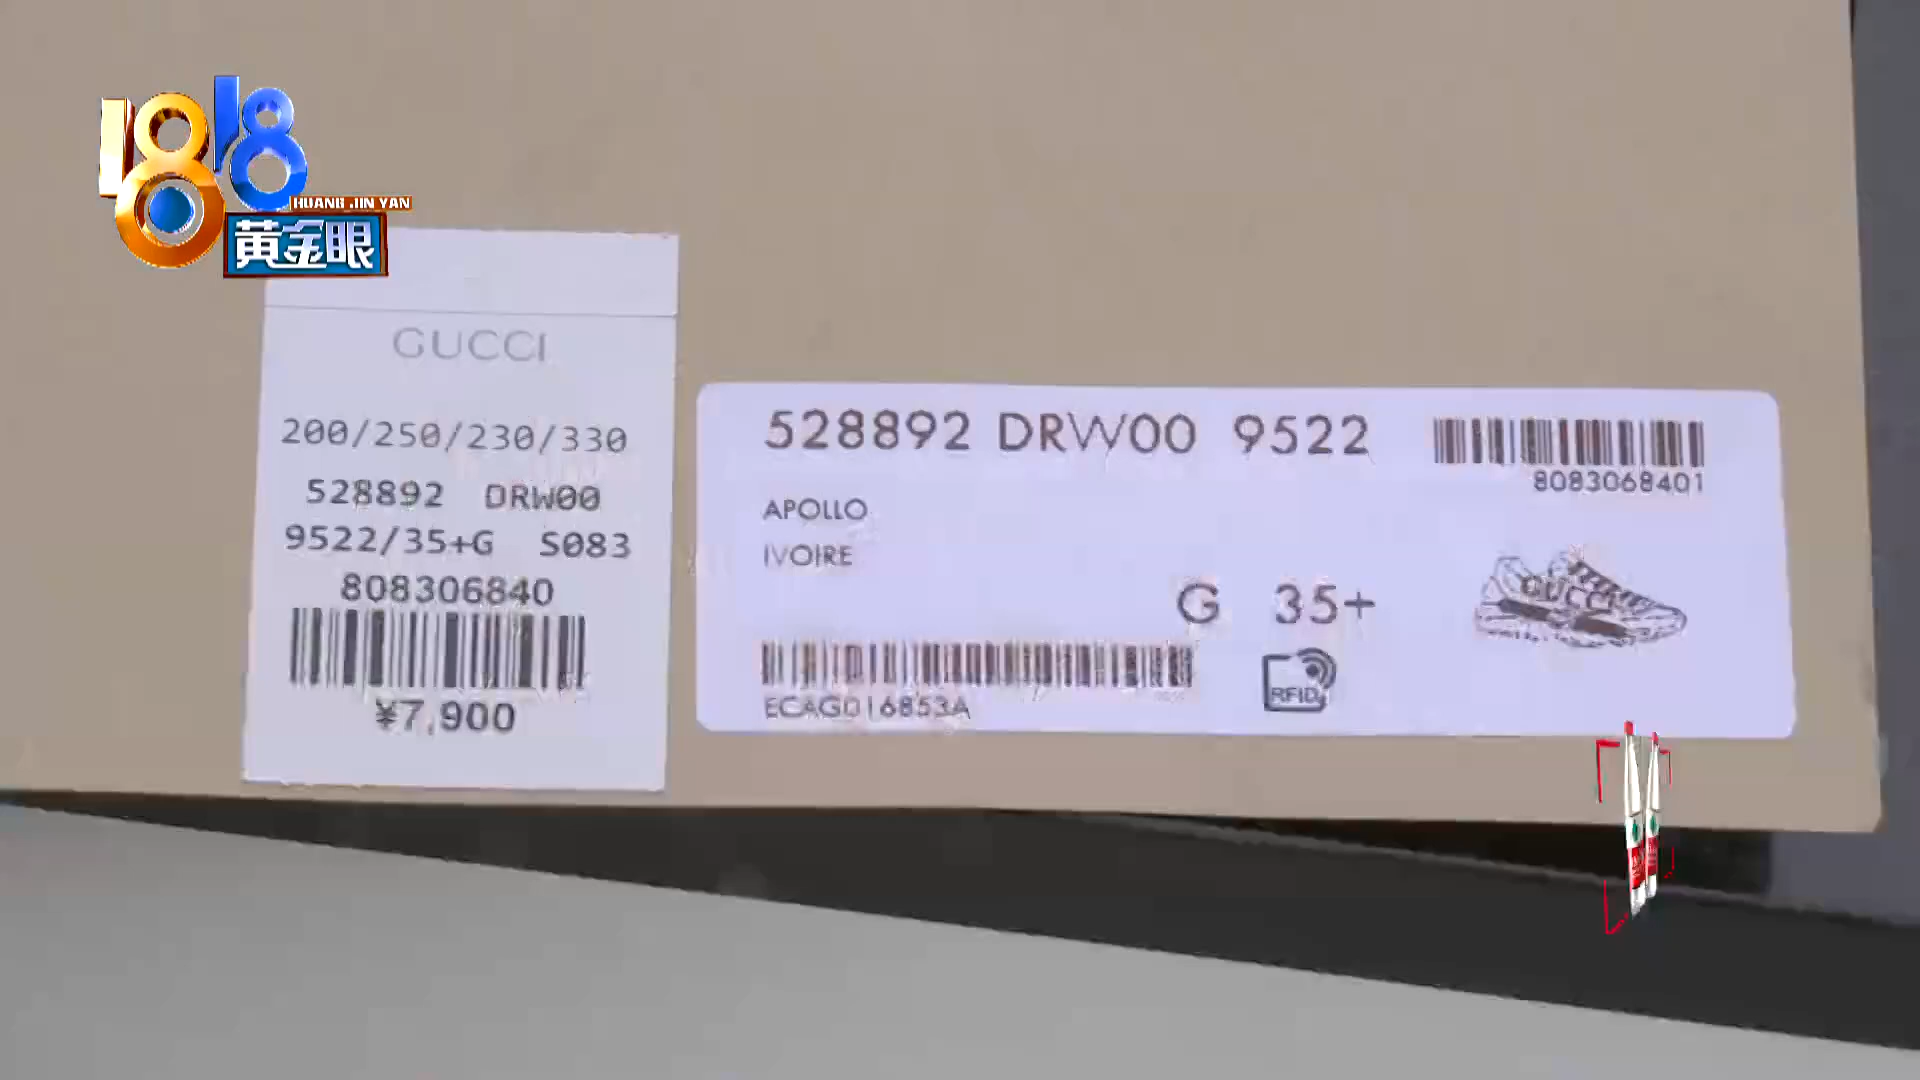 1818
HUANG JIN YAN
黄金眼
GUCCI
200/250/230/330
528892 DRW00
9522/35+G S083
808306840
¥7,900
528892 DRW00 9522
8083068401
APOLLO
IVOIRE
GUCCI
G 35+
RFID
ECAG016853A